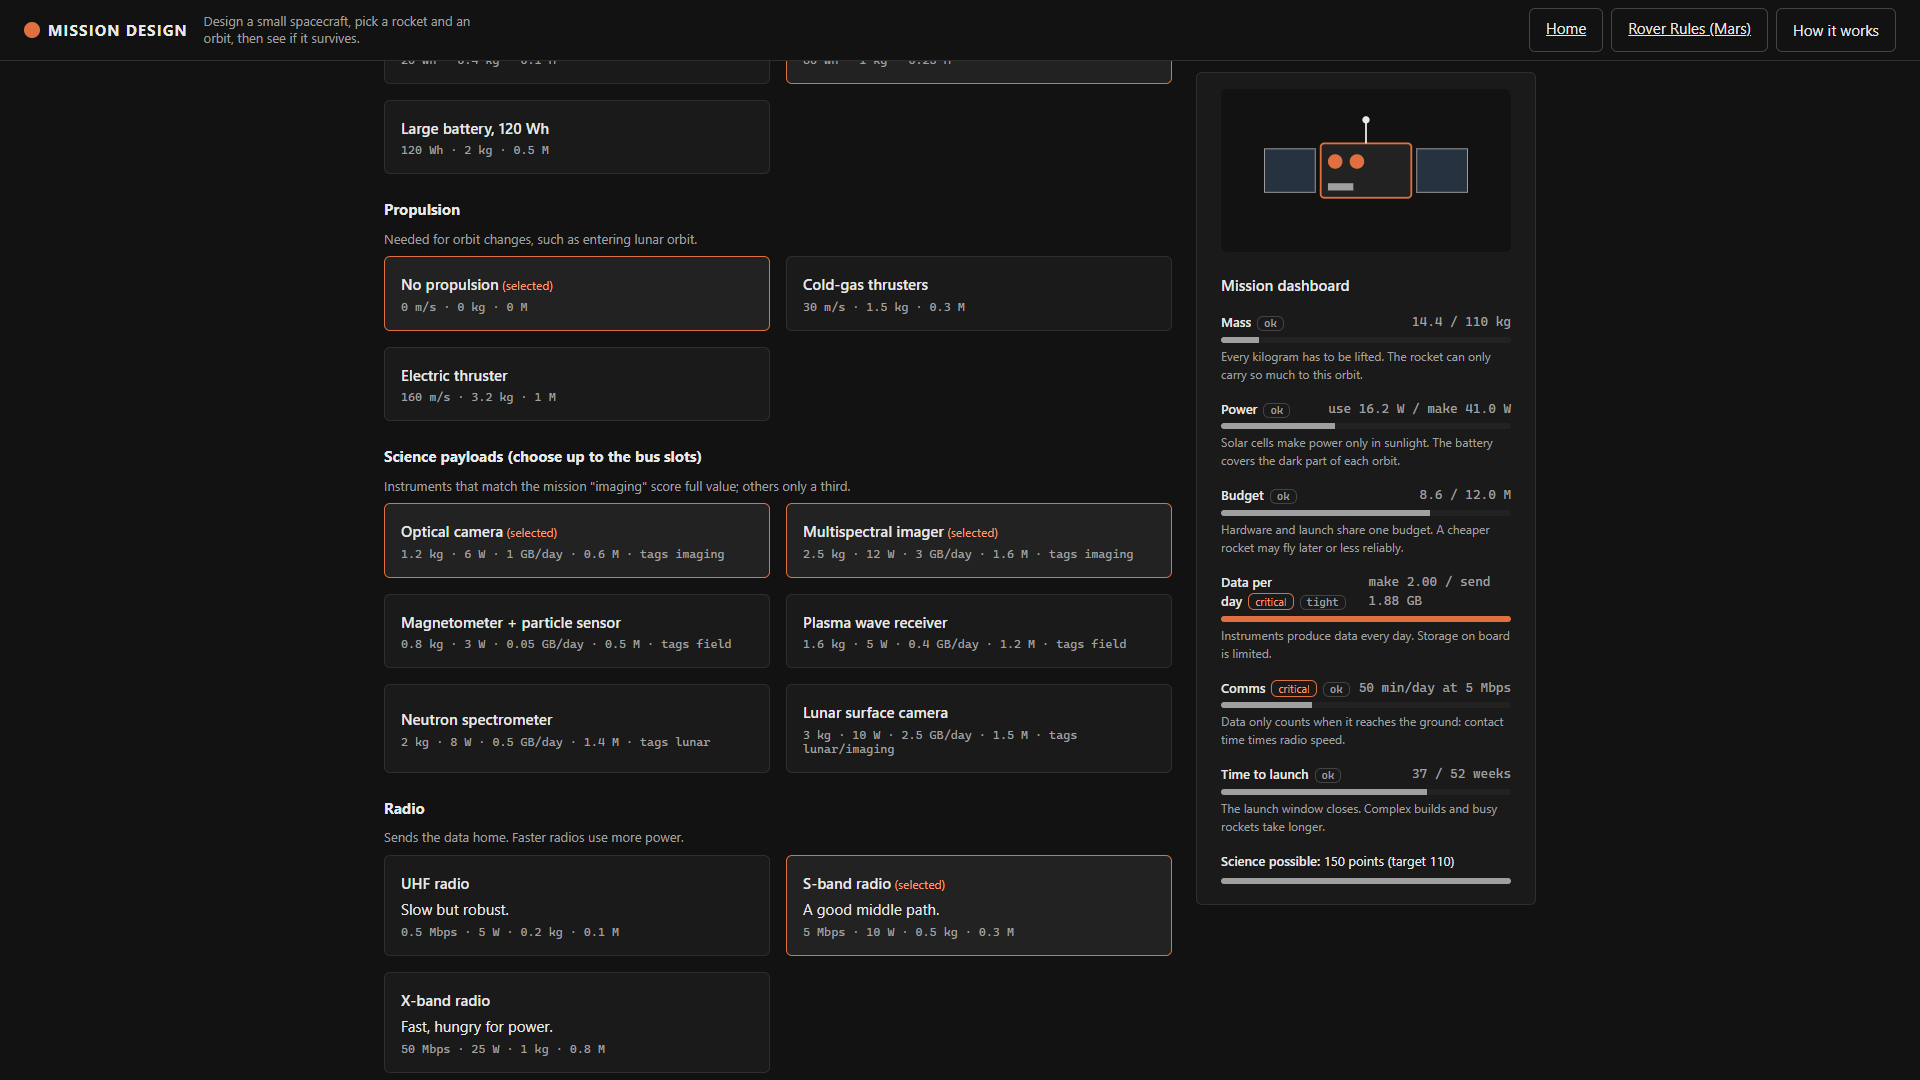 MISSION DESIGN
Design a small spacecraft, pick a rocket and an
orbit, then see if it survives.
Home
Rover Rules (Mars)
How it works
Large battery, 120 Wh
120 Wh · 2 kg · 0.5 M
Propulsion
Needed for orbit changes, such as entering lunar orbit.
No propulsion (selected)
0 m/s · 0 kg · 0 M
Cold-gas thrusters
30 m/s · 1.5 kg · 0.3 M
Electric thruster
160 m/s · 3.2 kg · 1 M
Science payloads (choose up to the bus slots)
Instruments that match the mission "imaging" score full value; others only a third.
Optical camera (selected)
1.2 kg · 6 W · 1 GB/day · 0.6 M · tags imaging
Multispectral imager (selected)
2.5 kg · 12 W · 3 GB/day · 1.6 M · tags imaging
Magnetometer + particle sensor
0.8 kg · 3 W · 0.05 GB/day · 0.5 M · tags field
Plasma wave receiver
1.6 kg · 5 W · 0.4 GB/day · 1.2 M · tags field
Neutron spectrometer
2 kg · 8 W · 0.5 GB/day · 1.4 M · tags lunar
Lunar surface camera
3 kg · 10 W · 2.5 GB/day · 1.5 M · tags
lunar/imaging
Radio
Sends the data home. Faster radios use more power.
UHF radio
Slow but robust.
0.5 Mbps · 5 W · 0.2 kg · 0.1 M
S-band radio (selected)
A good middle path.
5 Mbps · 10 W · 0.5 kg · 0.3 M
X-band radio
Fast, hungry for power.
50 Mbps · 25 W · 1 kg · 0.8 M
Mission dashboard
Mass ok 14.4 / 110 kg
Every kilogram has to be lifted. The rocket can only
carry so much to this orbit.
Power ok use 16.2 W / make 41.0 W
Solar cells make power only in sunlight. The battery
covers the dark part of each orbit.
Budget ok 8.6 / 12.0 M
Hardware and launch share one budget. A cheaper
rocket may fly later or less reliably.
Data per make 2.00 / send
day critical tight 1.88 GB
Instruments produce data every day. Storage on board
is limited.
Comms critical ok 50 min/day at 5 Mbps
Data only counts when it reaches the ground: contact
time times radio speed.
Time to launch ok 37 / 52 weeks
The launch window closes. Complex builds and busy
rockets take longer.
Science possible: 150 points (target 110)